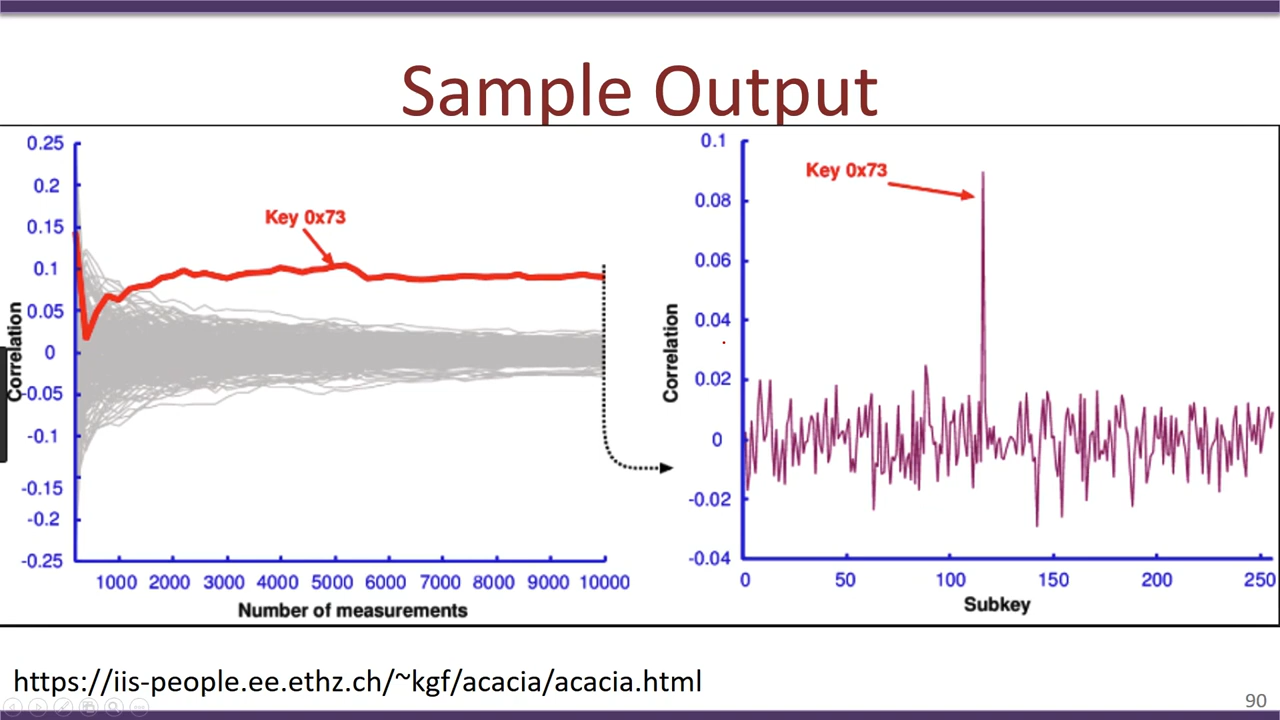 Sample Output
0.25
0.2
0.15
0.1
0.05
0
-0.05
-0.1
-0.15
-0.2
-0.25
Correlation
Key 0x73
1000 2000 3000 4000 5000 6000 7000 8000 9000 10000
Number of measurements
0.1
0.08
0.06
0.04
0.02
0
-0.02
-0.04
Correlation
Key 0x73
0 50 100 150 200 250
Subkey
https://iis-people.ee.ethz.ch/~kgf/acacia/acacia.html
90